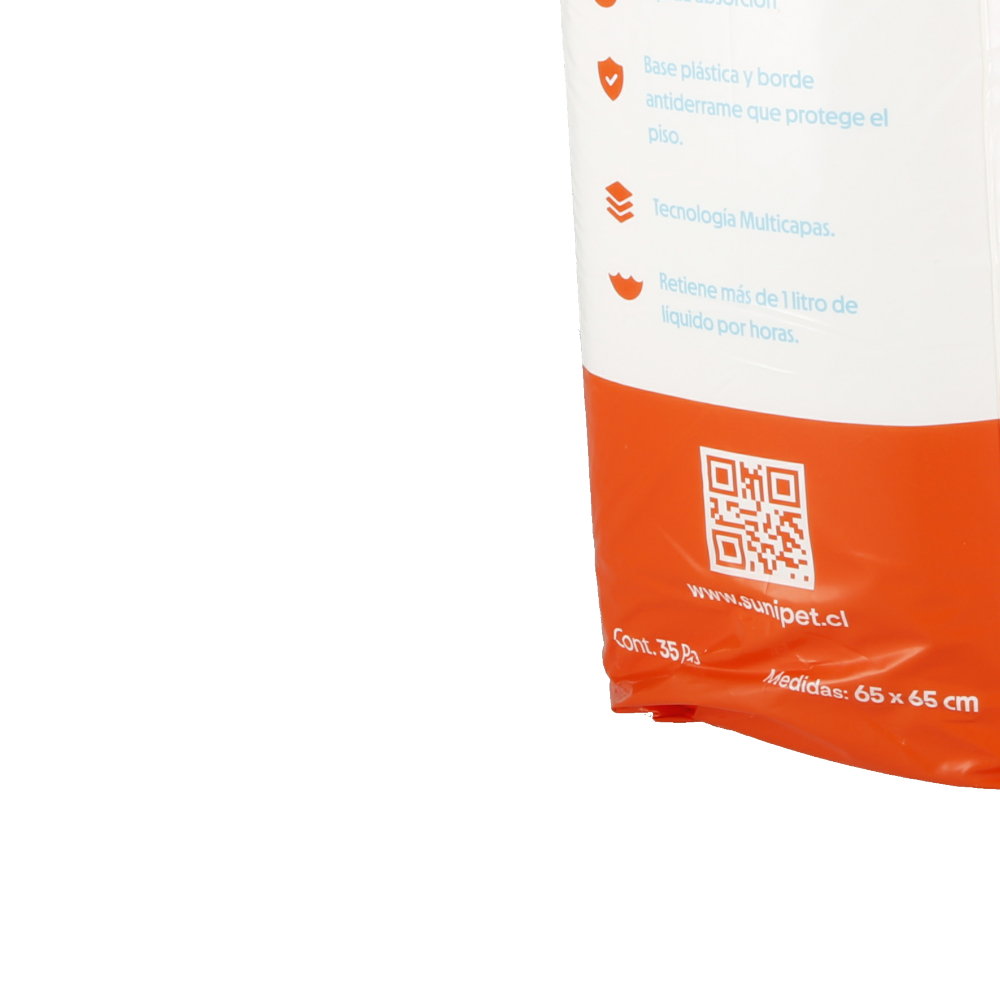 absorción
Base plástica y borde
antiderrame que protege el
piso.
Tecnología Multicapas.
Retiene más de 1 litro de
líquido por horas.
www.sunipet.cl
Cont. 35
Medidas: 65 x 65 cm